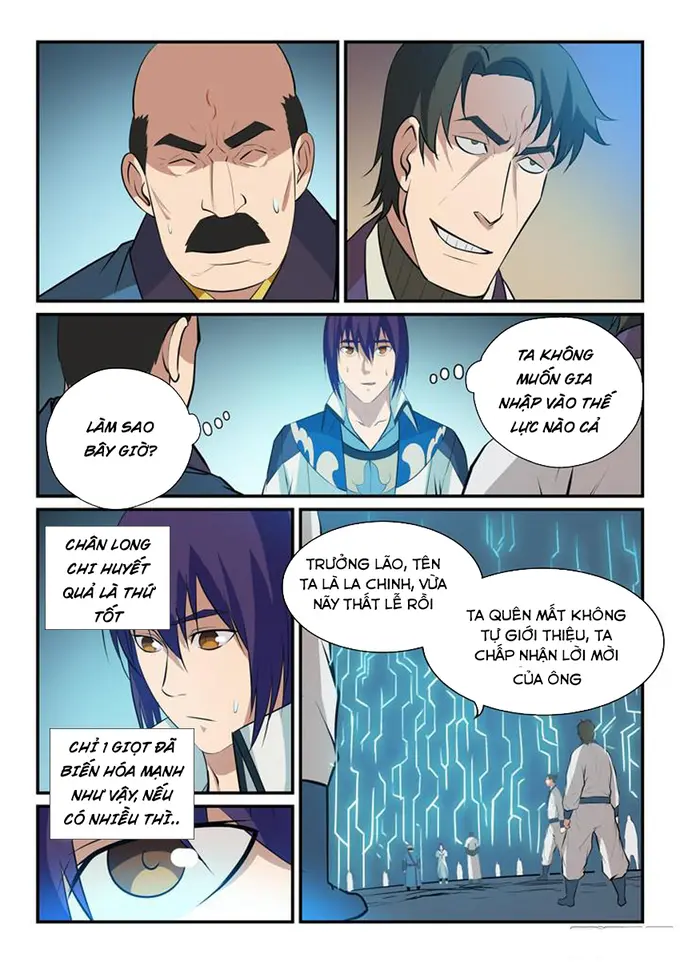 LÀM SAO
BÂY GIỜ?
TA KHÔNG
MUỐN GIA
NHẬP VÀO THẾ
LỰC NÀO CẢ
CHÂN LONG
CHI HUYẾT
QUẢ LÀ THỨ
TỐT
CHỈ 1 GIỌT ĐÃ
BIẾN HÓA MẠNH
NHƯ VẬY, NẾU
CÓ NHIỀU THÌ..
TRƯỞNG LÃO, TÊN
TA LÀ LA CHINH, VỪA
NÃY THẤT LỄ RỒI
TA QUÊN MẤT KHÔNG
TỰ GIỚI THIỆU, TA
CHẤP NHẬN LỜI MỜI
CỦA ÔNG